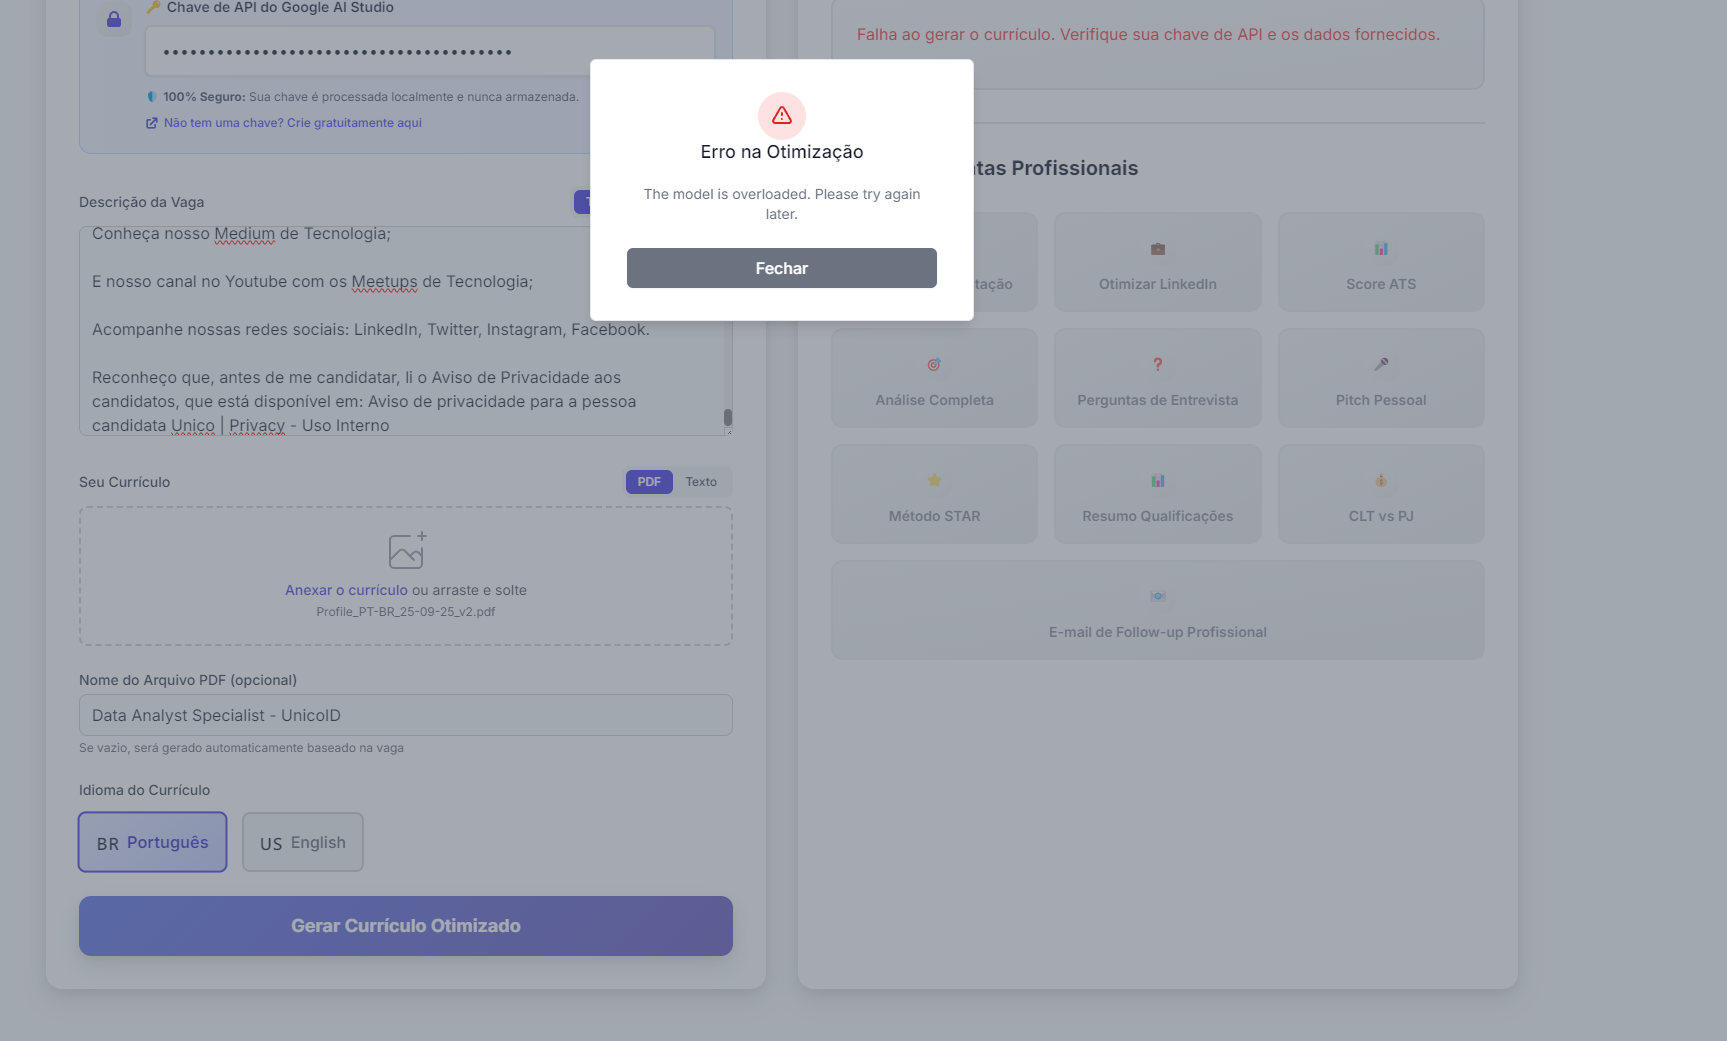 Chave de API do Google AI Studio
••••••••••••••••••••••••••••••••••••••
100% Seguro: Sua chave é processada localmente e nunca armazenada.
Não tem uma chave? Crie gratuitamente aqui
Descrição da Vaga
Conheça nosso Medium de Tecnologia;
E nosso canal no Youtube com os Meetups de Tecnologia;
Acompanhe nossas redes sociais: LinkedIn, Twitter, Instagram, Facebook.
Reconheço que, antes de me candidatar, li o Aviso de Privacidade aos
candidatos, que está disponível em: Aviso de privacidade para a pessoa
candidata Unico | Privacy - Uso Interno
Seu Currículo
PDF
Texto
Anexar o currículo ou arraste e solte
Profile_PT-BR_25-09-25_v2.pdf
Nome do Arquivo PDF (opcional)
Data Analyst Specialist - UnicoID
Se vazio, será gerado automaticamente baseado na vaga
Idioma do Currículo
BR Português
US English
Gerar Currículo Otimizado
Erro na Otimização
The model is overloaded. Please try again
later.
Fechar
Falha ao gerar o currículo. Verifique sua chave de API e os dados fornecidos.
Profissionais
Otimizar LinkedIn
Score ATS
Análise Completa
Perguntas de Entrevista
Pitch Pessoal
Método STAR
Resumo Qualificações
CLT vs PJ
E-mail de Follow-up Profissional